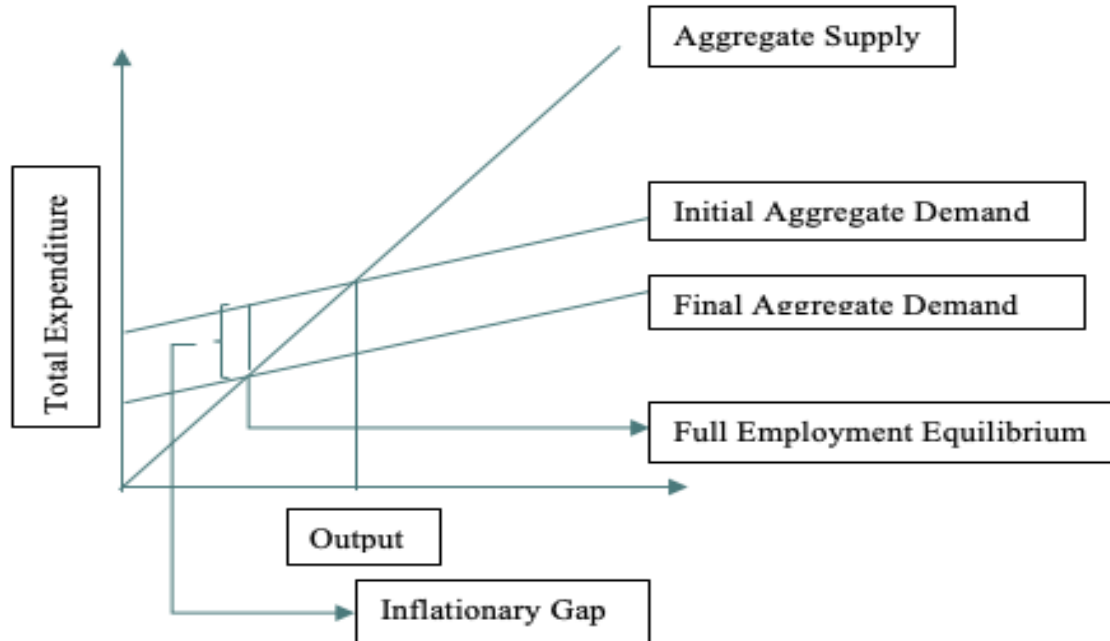 Aggregate Supply
Initial Aggregate Demand
Total Expenditure
Final Aggregate Demand
Full Employment Equilibrium
Output
Inflationary Gap